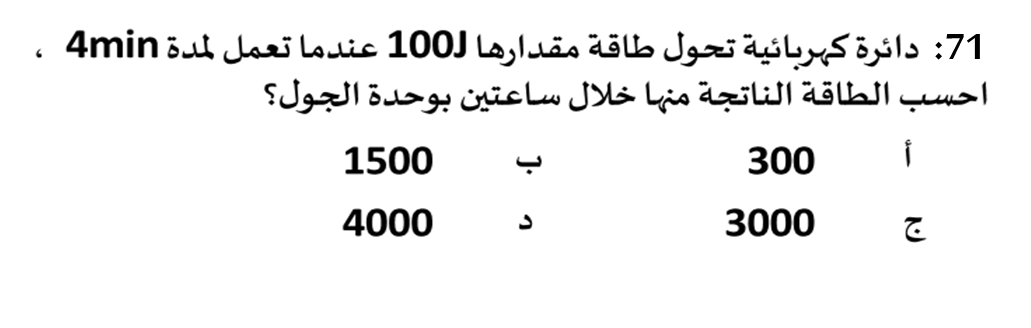 71: دائرة كهربائية تحول طاقة مقدارها 100J عندما تعمل لمدة 4min ،
احسب الطاقة الناتجة منها خلال ساعتين بوحدة الجول؟
أ 300 ب 1500
ج 3000 د 4000